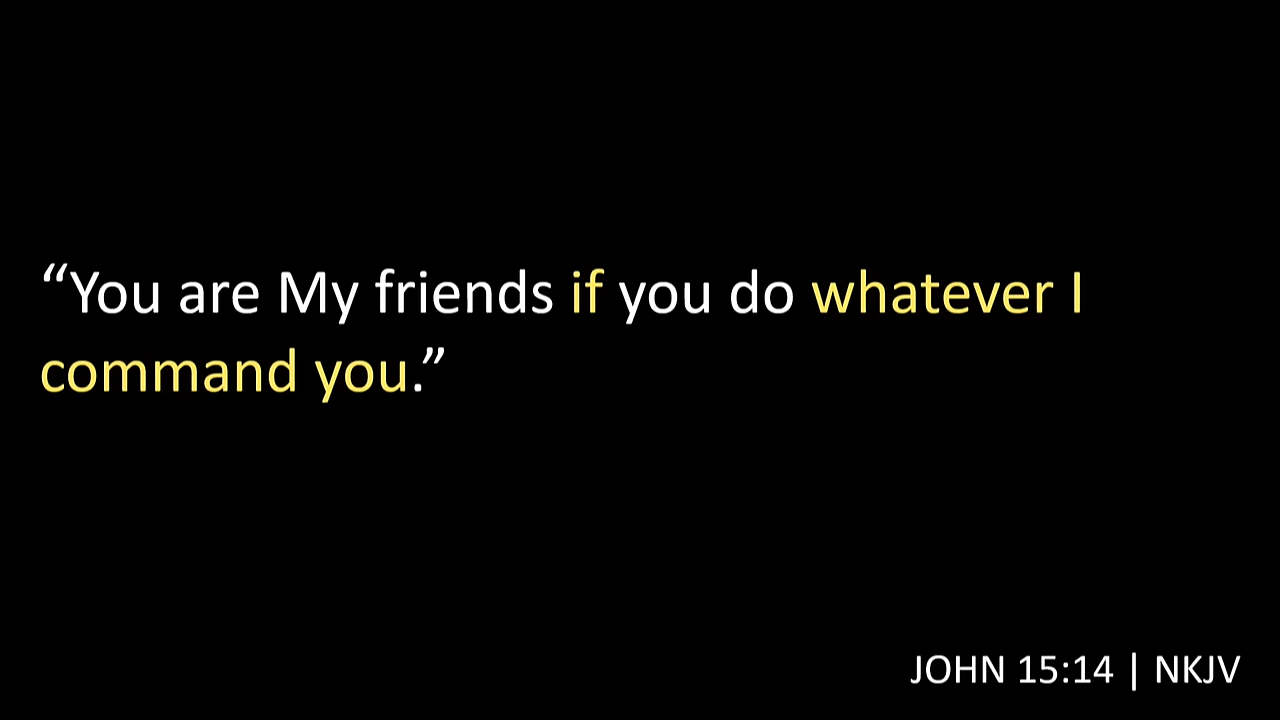 “You are My friends if you do whatever I
command you.”
JOHN 15:14 | NKJV